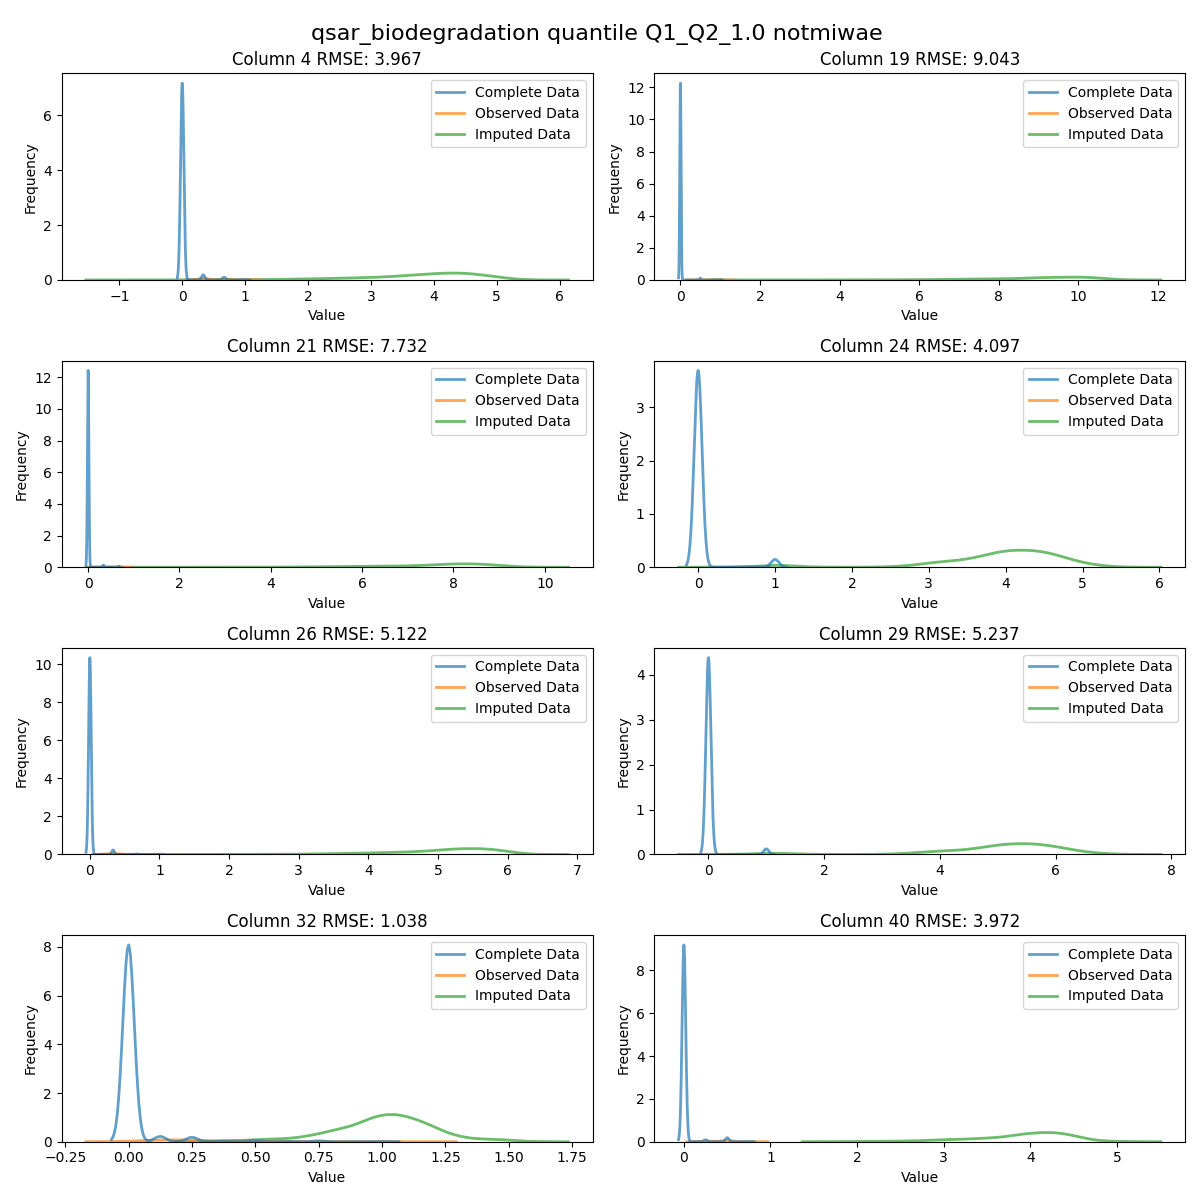 qsar_biodegradation quantile Q1_Q2_1.0 notmiwae
Column 4 RMSE: 3.967
Frequency
6
4
2
0
−1 0 1 2 3 4 5 6
Value
Complete Data
Observed Data
Imputed Data
Column 19 RMSE: 9.043
Frequency
12
10
8
6
4
2
0
0 2 4 6 8 10 12
Value
Complete Data
Observed Data
Imputed Data
Column 21 RMSE: 7.732
Frequency
12
10
8
6
4
2
0
0 2 4 6 8 10
Value
Complete Data
Observed Data
Imputed Data
Column 24 RMSE: 4.097
Frequency
3
2
1
0
0 1 2 3 4 5 6
Value
Complete Data
Observed Data
Imputed Data
Column 26 RMSE: 5.122
Frequency
10
8
6
4
2
0
0 1 2 3 4 5 6 7
Value
Complete Data
Observed Data
Imputed Data
Column 29 RMSE: 5.237
Frequency
4
3
2
1
0
0 2 4 6 8
Value
Complete Data
Observed Data
Imputed Data
Column 32 RMSE: 1.038
Frequency
8
6
4
2
0
−0.25 0.00 0.25 0.50 0.75 1.00 1.25 1.50 1.75
Value
Complete Data
Observed Data
Imputed Data
Column 40 RMSE: 3.972
Frequency
8
6
4
2
0
0 1 2 3 4 5
Value
Complete Data
Observed Data
Imputed Data